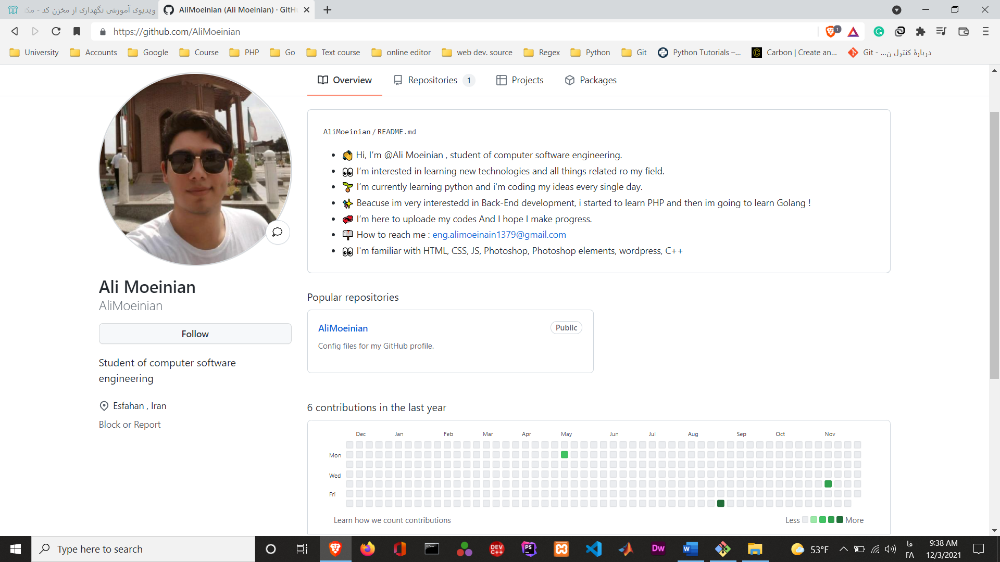 ویدیوی آموزشی نگهداری از مخزن کد - مک
AliMoeinian (Ali Moeinian) · GitH
https://github.com/AliMoeinian
1
University
Accounts
Google
Course
PHP
Go
Text course
online editor
web dev. source
Regex
Python
Git
Python Tutorials –...
Carbon | Create an...
Git - ...دربارهٔ کنترل ن
Overview
Repositories 1
Projects
Packages
AliMoeinian / README.md
Hi, I’m @Ali Moeinian , student of computer software engineering.
I’m interested in learning new technologies and all things related ro my field.
I’m currently learning python and i'm coding my ideas every single day.
Beacuse im very interestedd in Back-End development, i started to learn PHP and then im going to learn Golang !
I’m here to uploade my codes And I hope I make progress.
How to reach me : eng.alimoeinain1379@gmail.com
I'm familiar with HTML, CSS, JS, Photoshop, Photoshop elements, wordpress, C++
Ali Moeinian
AliMoeinian
Follow
Student of computer software
engineering
Esfahan , Iran
Block or Report
Popular repositories
AliMoeinian
Public
Config files for my GitHub profile.
6 contributions in the last year
Dec Jan Feb Mar Apr May Jun Jul Aug Sep Oct Nov
Mon
Wed
Fri
Learn how we count contributions
Less More
Type here to search
DEV C++
PS
Dw
W
53°F
فا
FA
9:38 AM
12/3/2021